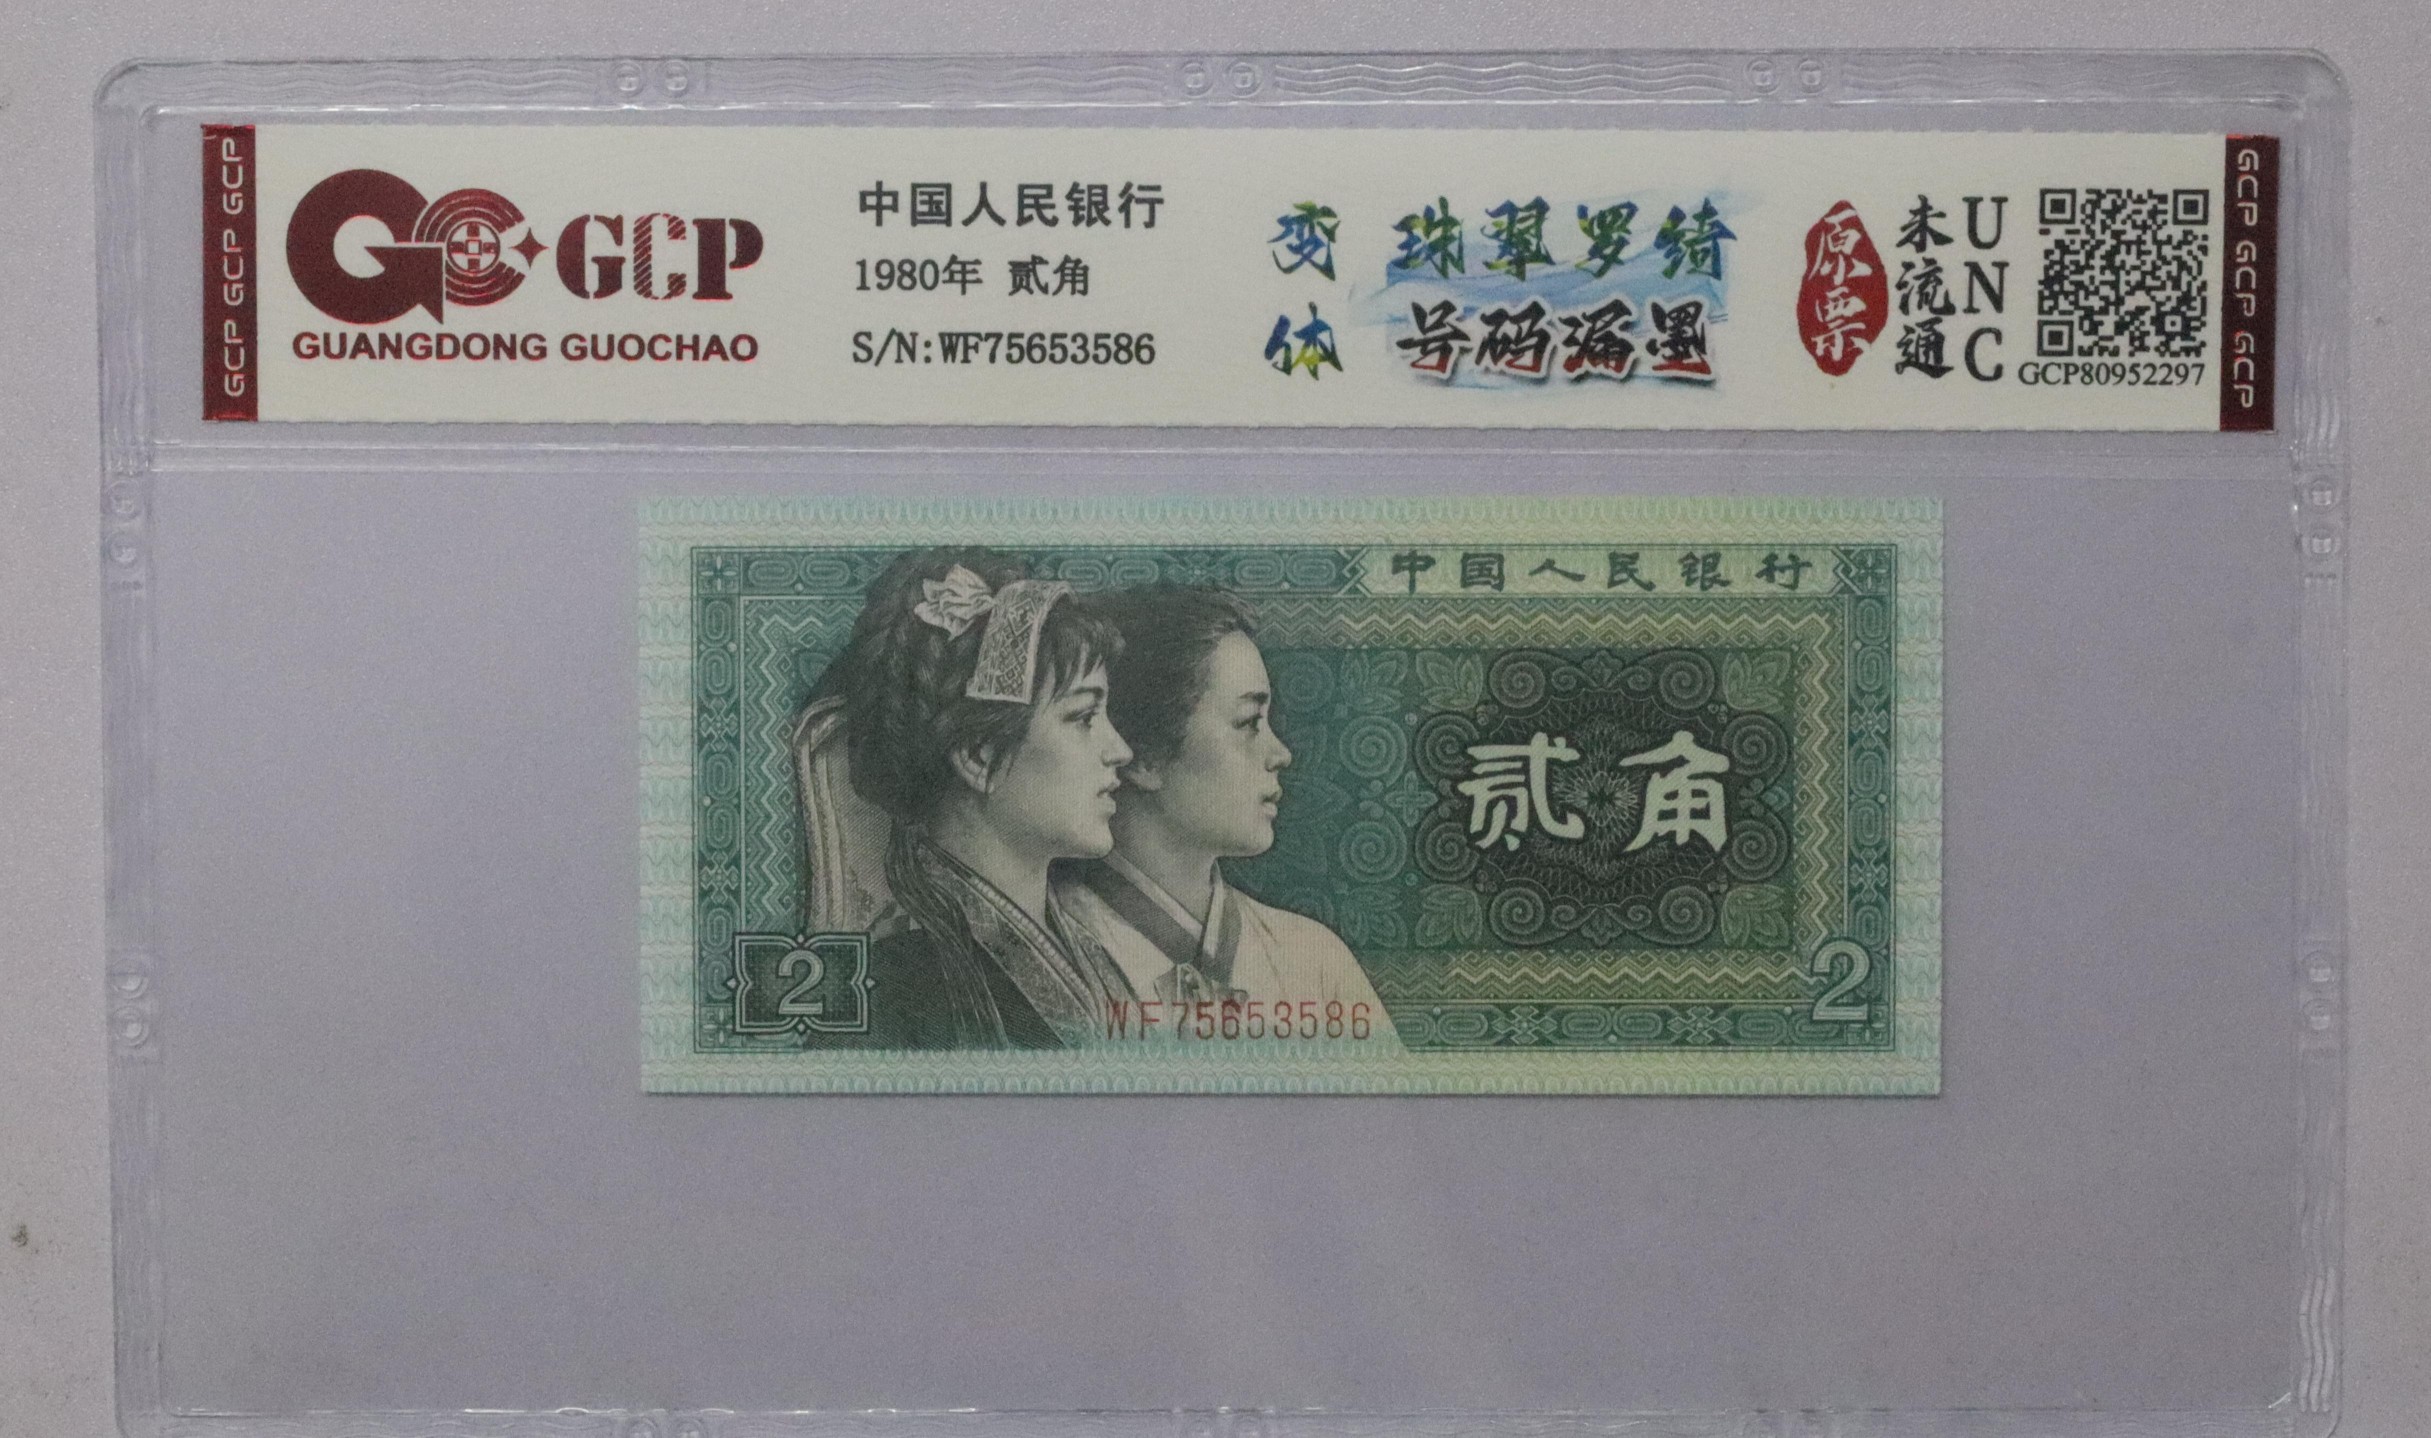 GCP GCP GCP
GCP
GUANGDONG GUOCHAO
中国人民银行
1980年 贰角
S/N:WF75653586
变体
珠翠罗绮
号码漏墨
原票
未流通
UNC
GCP80952297
GCP GCP GCP
中国人民银行
贰角
2
2
WF75653586